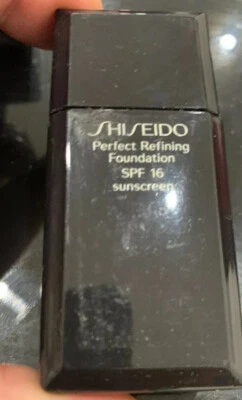 SHISEIDO
Perfect Refining
Foundation
SPF 16
sunscreen